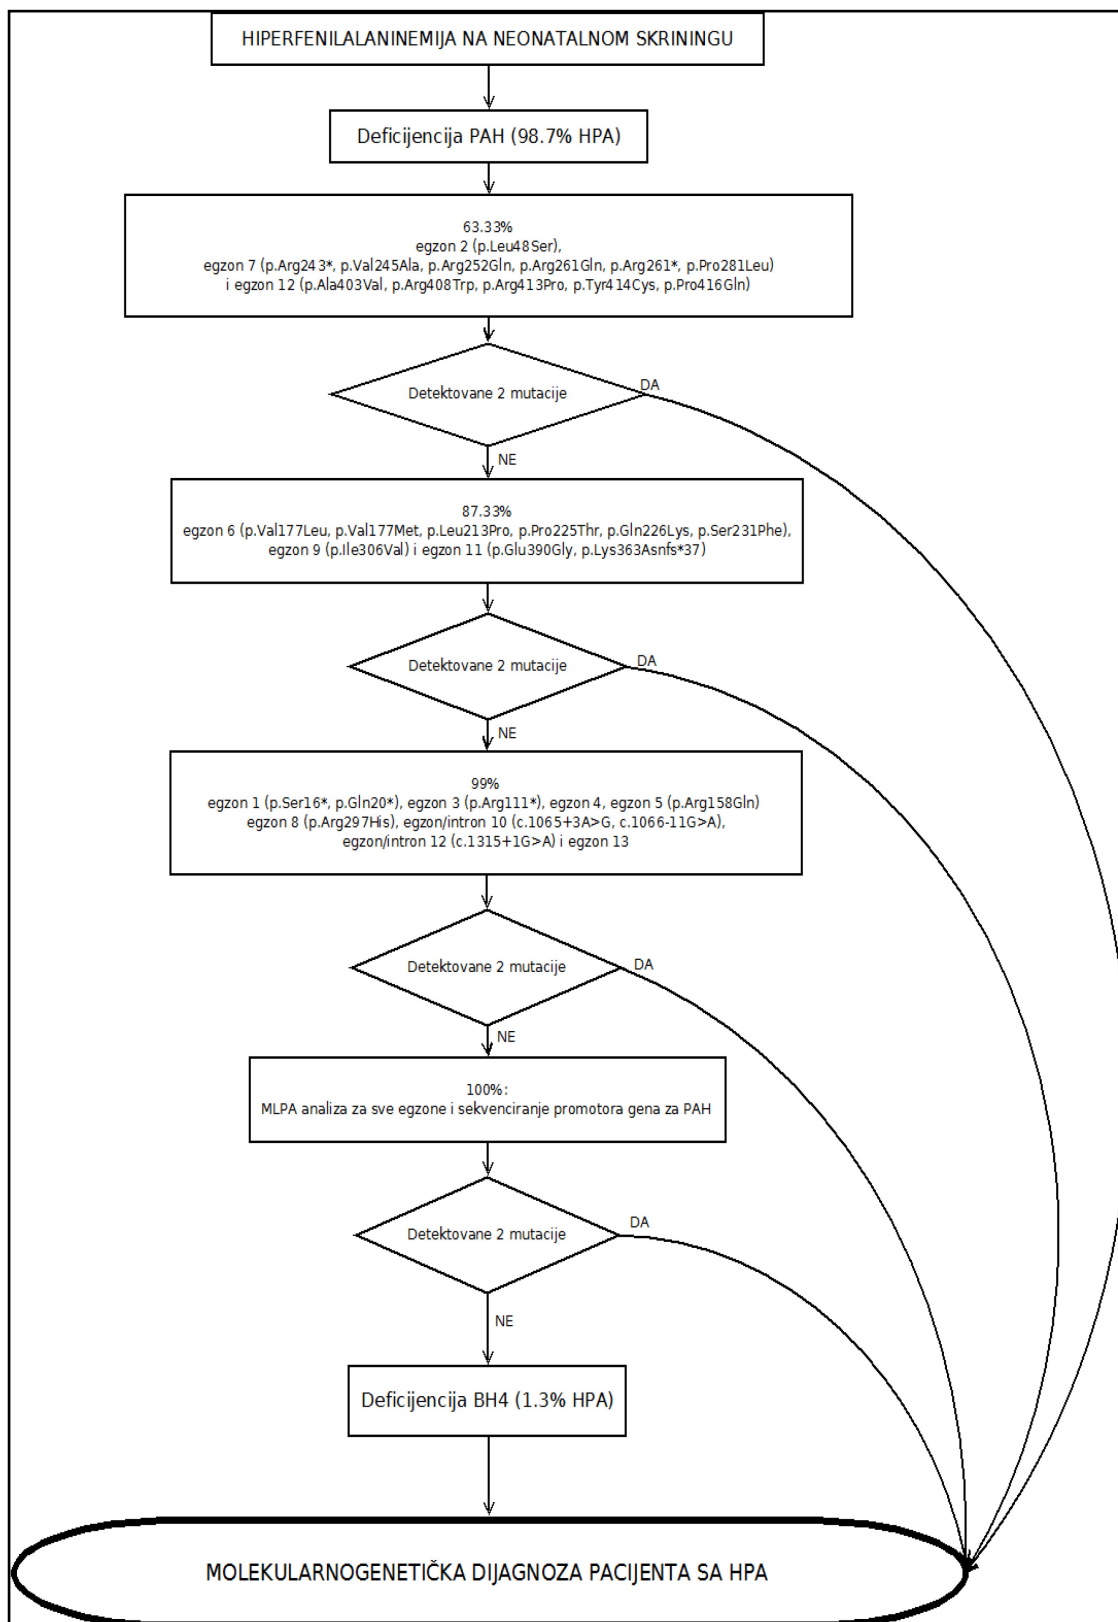 HIPERFENILALANINEMIJA NA NEONATALNOM SKRININGU
Deficijencija PAH (98.7% HPA)
63.33%
egzon 2 (p.Leu48Ser),
egzon 7 (p.Arg243*, p.Val245Ala, p.Arg252Gln, p.Arg261Gln, p.Arg261*, p.Pro281Leu)
i egzon 12 (p.Ala403Val, p.Arg408Trp, p.Arg413Pro, p.Tyr414Cys, p.Pro416Gln)
Detektovane 2 mutacije
DA
NE
87.33%
egzon 6 (p.Val177Leu, p.Val177Met, p.Leu213Pro, p.Pro225Thr, p.Gln226Lys, p.Ser231Phe),
egzon 9 (p.Ile306Val) i egzon 11 (p.Glu390Gly, p.Lys363Asnfs*37)
Detektovane 2 mutacije
DA
NE
99%
egzon 1 (p.Ser16*, p.Gln20*), egzon 3 (p.Arg111*), egzon 4, egzon 5 (p.Arg158Gln)
egzon 8 (p.Arg297His), egzon/intron 10 (c.1065+3A>G, c.1066-11G>A),
egzon/intron 12 (c.1315+1G>A) i egzon 13
Detektovane 2 mutacije
DA
NE
100%:
MLPA analiza za sve egzone i sekvenciranje promotora gena za PAH
Detektovane 2 mutacije
DA
NE
Deficijencija BH4 (1.3% HPA)
MOLEKULARNOGENETIČKA DIJAGNOZA PACIJENTA SA HPA